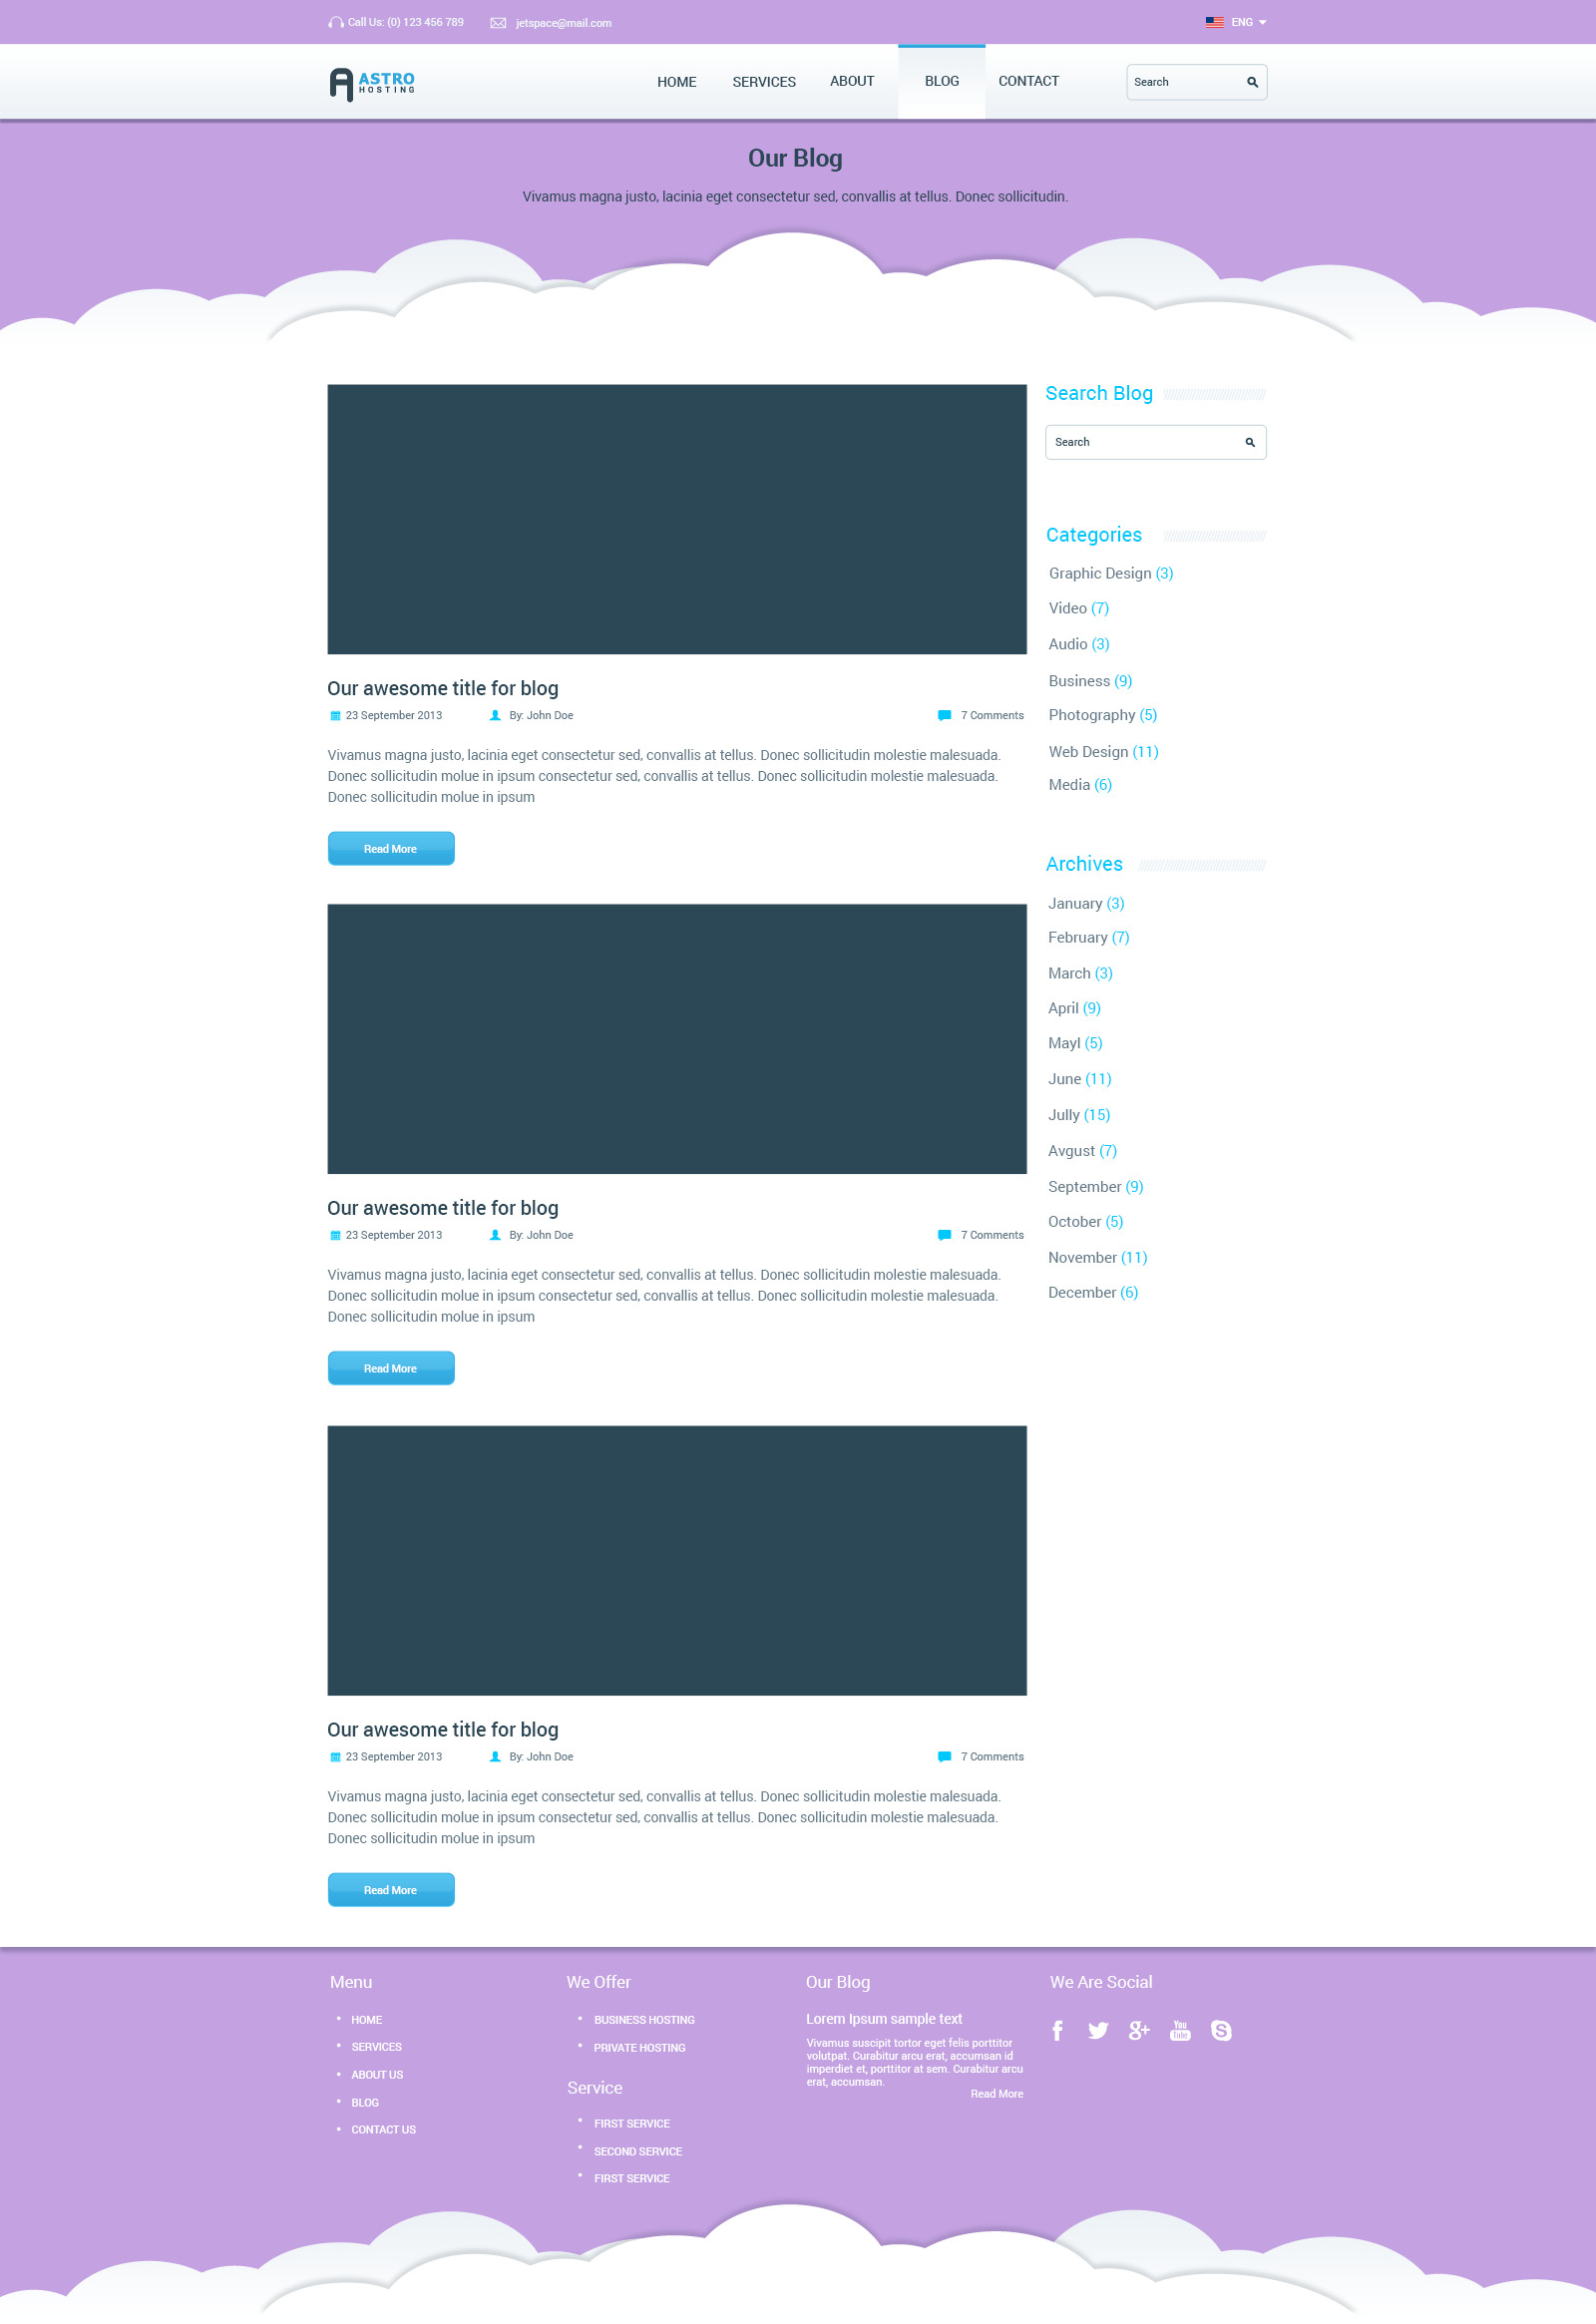 Call Us: (0) 123 456 789
jetspace@mail.com
ENG
ASTRO
HOSTING
HOME
SERVICES
ABOUT
BLOG
CONTACT
Search
Our Blog
Vivamus magna justo, lacinia eget consectetur sed, convallis at tellus. Donec sollicitudin.
Our awesome title for blog
23 September 2013
By: John Doe
7 Comments
Vivamus magna justo, lacinia eget consectetur sed, convallis at tellus. Donec sollicitudin molestie malesuada.
Donec sollicitudin molue in ipsum consectetur sed, convallis at tellus. Donec sollicitudin molestie malesuada.
Donec sollicitudin molue in ipsum
Read More
Our awesome title for blog
23 September 2013
By: John Doe
7 Comments
Vivamus magna justo, lacinia eget consectetur sed, convallis at tellus. Donec sollicitudin molestie malesuada.
Donec sollicitudin molue in ipsum consectetur sed, convallis at tellus. Donec sollicitudin molestie malesuada.
Donec sollicitudin molue in ipsum
Read More
Our awesome title for blog
23 September 2013
By: John Doe
7 Comments
Vivamus magna justo, lacinia eget consectetur sed, convallis at tellus. Donec sollicitudin molestie malesuada.
Donec sollicitudin molue in ipsum consectetur sed, convallis at tellus. Donec sollicitudin molestie malesuada.
Donec sollicitudin molue in ipsum
Read More
Search Blog
Search
Categories
Graphic Design (3)
Video (7)
Audio (3)
Business (9)
Photography (5)
Web Design (11)
Media (6)
Archives
January (3)
February (7)
March (3)
April (9)
Mayl (5)
June (11)
Jully (15)
Avgust (7)
September (9)
October (5)
November (11)
December (6)
Menu
HOME
SERVICES
ABOUT US
BLOG
CONTACT US
We Offer
BUSINESS HOSTING
PRIVATE HOSTING
Service
FIRST SERVICE
SECOND SERVICE
FIRST SERVICE
Our Blog
Lorem Ipsum sample text
Vivamus suscipit tortor eget felis porttitor
volutpat. Curabitur arcu erat, accumsan id
imperdiet et, porttitor at sem. Curabitur arcu
erat, accumsan.
Read More
We Are Social
You
Tube